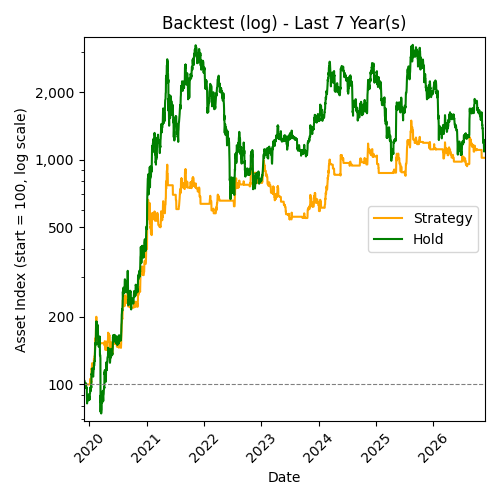 Backtest (log) - Last 7 Year(s)
Asset Index (start = 100, log scale)
2,000
1,000
500
200
100
Strategy
Hold
2020
2021
2022
2023
2024
2025
2026
Date